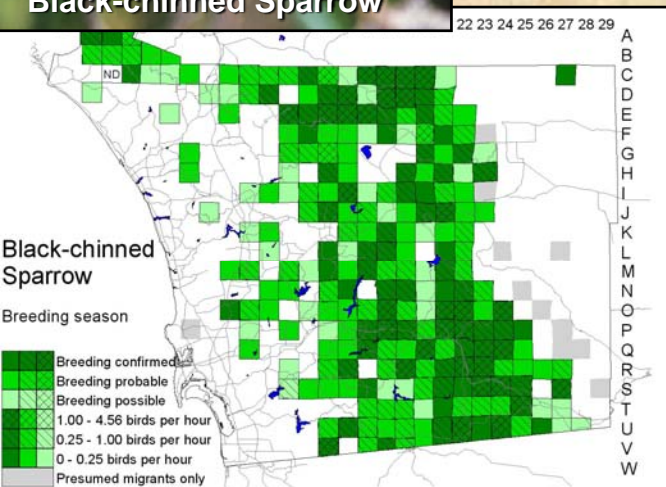 Black-chinned Sparrow
22 23 24 25 26 27 28 29
A
B
C
D
E
F
G
H
I
J
K
L
M
N
O
P
Q
R
S
T
U
V
W
ND
Black-chinned
Sparrow
Breeding season
Breeding confirmed
Breeding probable
Breeding possible
1.00 - 4.56 birds per hour
0.25 - 1.00 birds per hour
0 - 0.25 birds per hour
Presumed migrants only